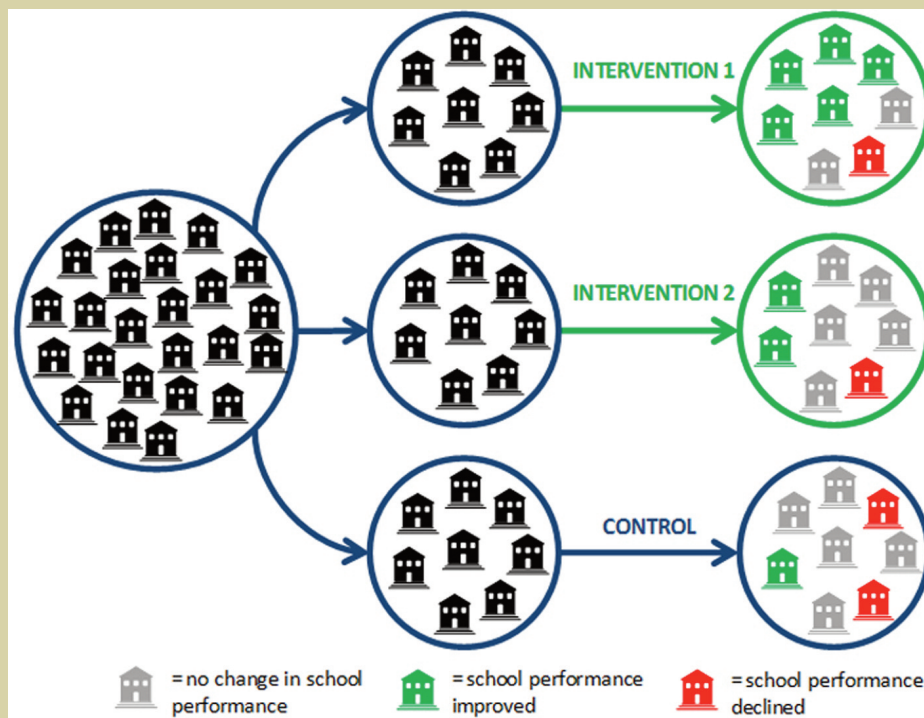 INTERVENTION 1
INTERVENTION 2
CONTROL
= no change in school
performance
= school performance
improved
= school performance
declined